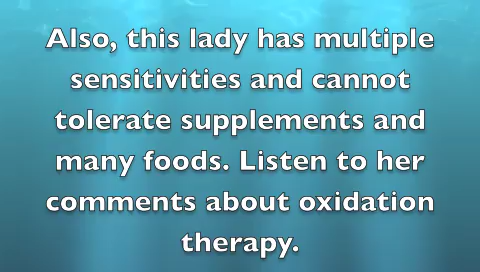 Also, this lady has multiple
sensitivities and cannot
tolerate supplements and
many foods. Listen to her
comments about oxidation
therapy.